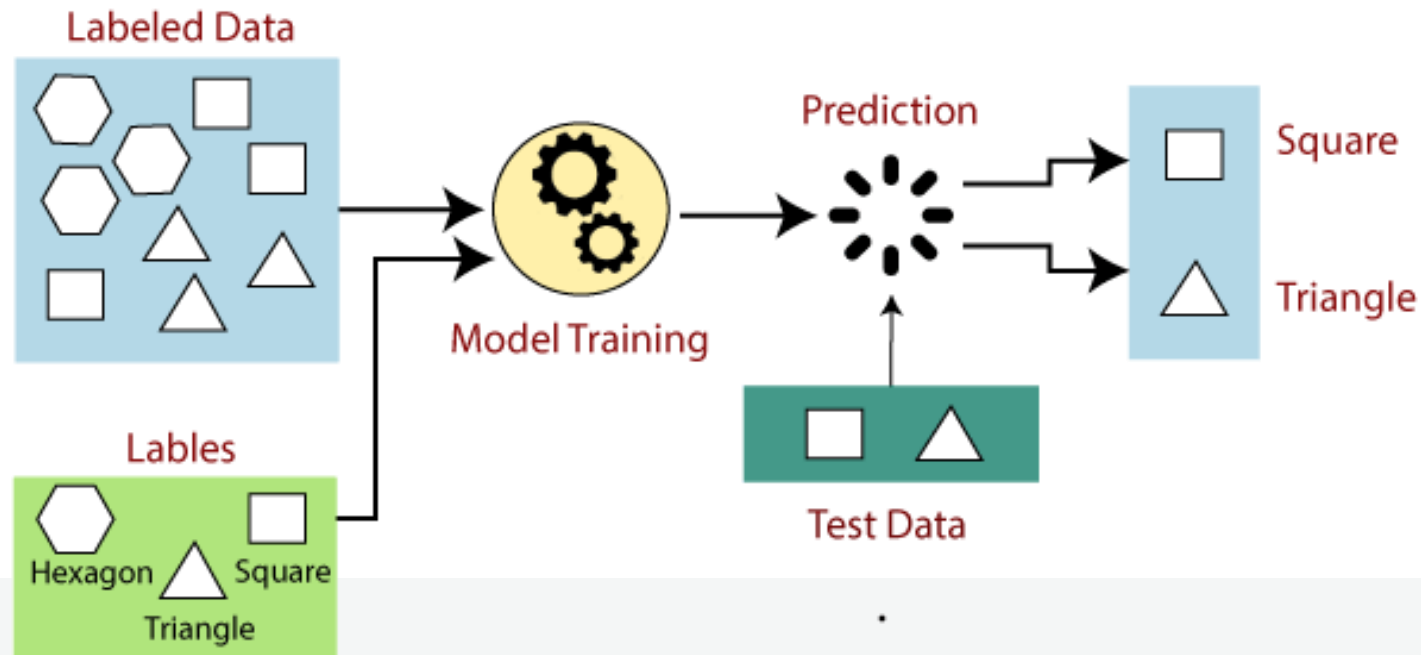 Labeled Data
Prediction
Square
Triangle
Model Training
Lables
Test Data
Hexagon
Square
Triangle